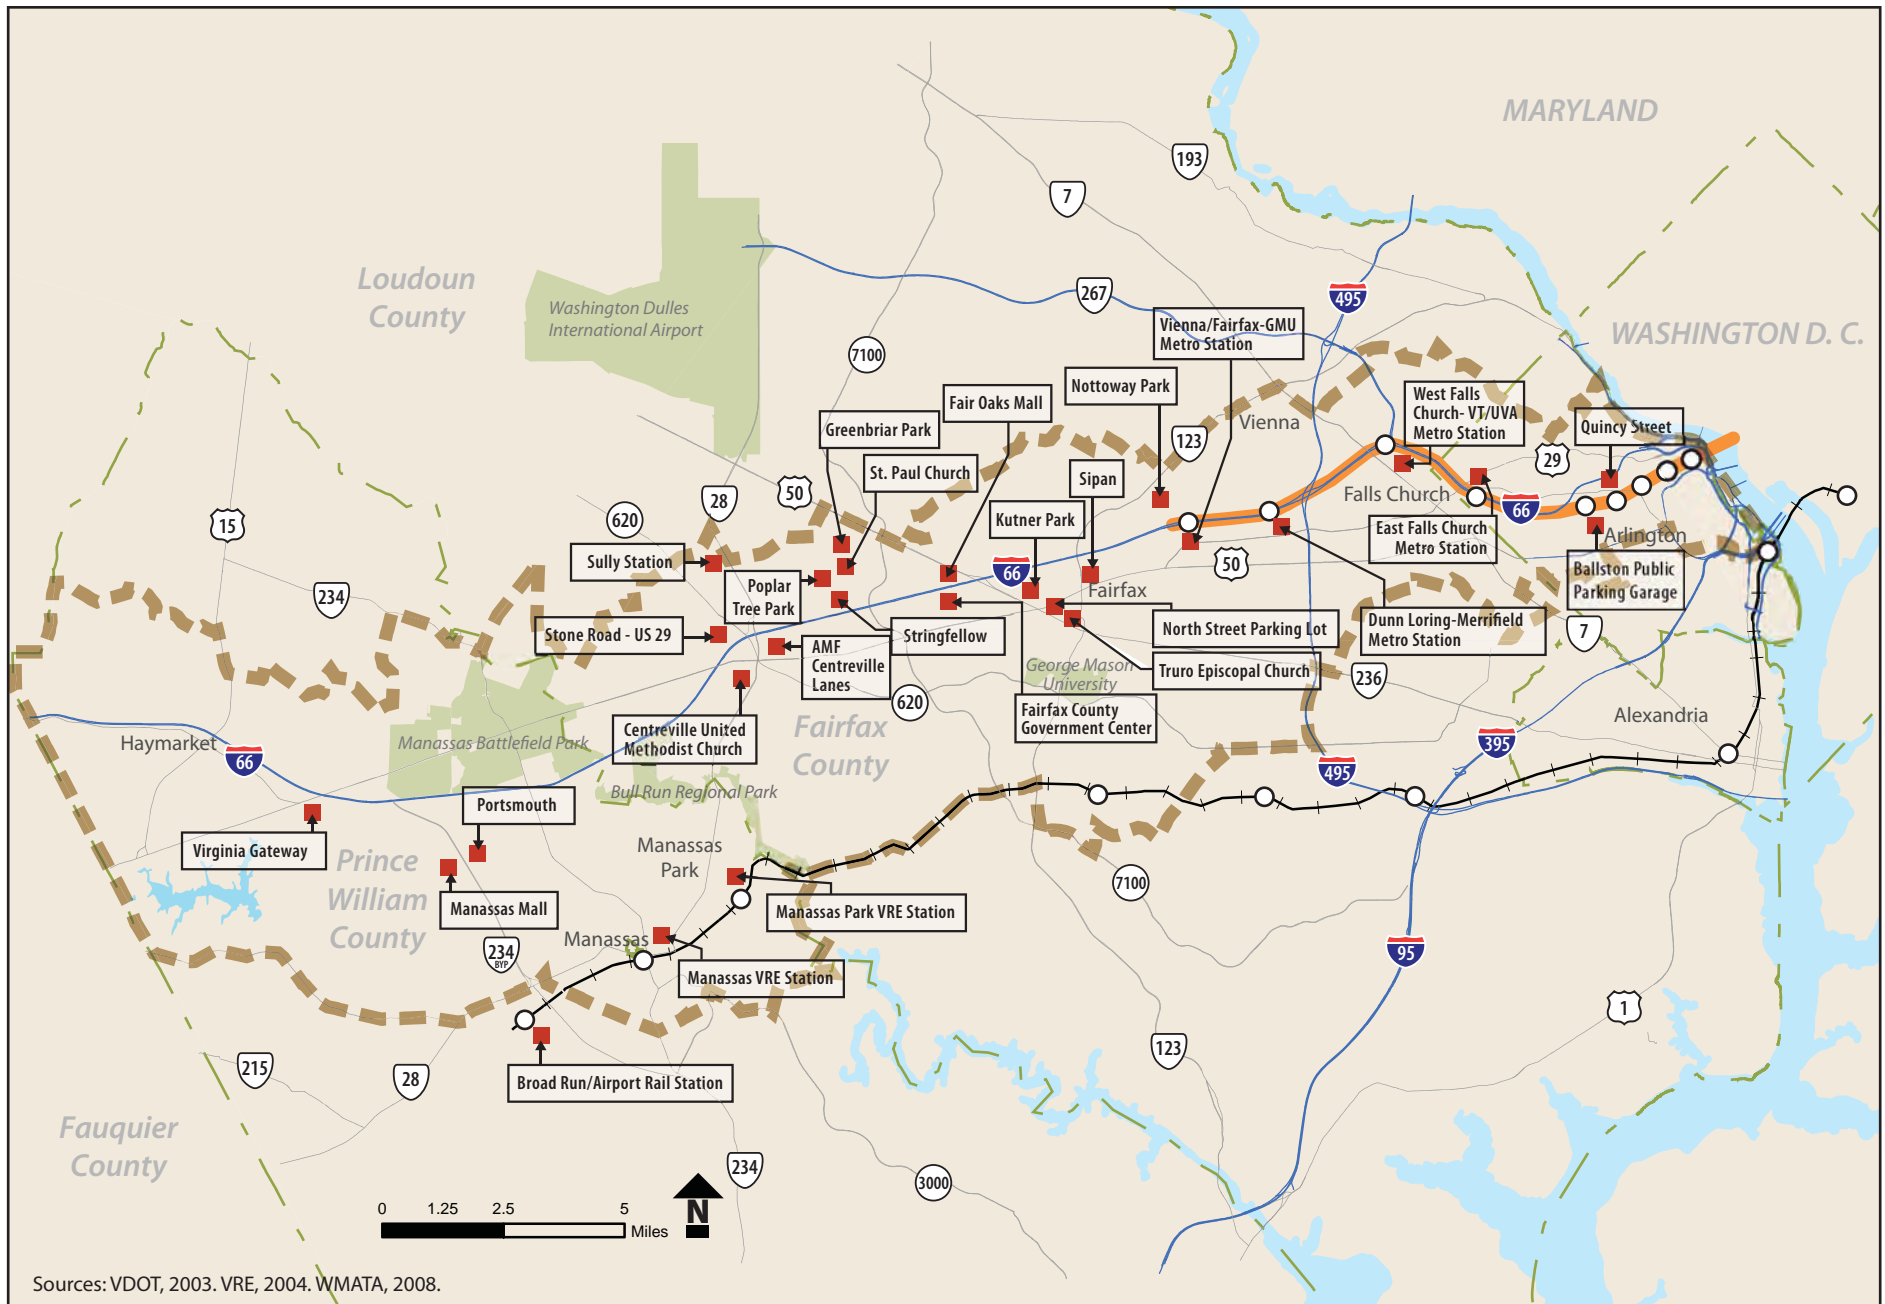 MARYLAND
193
7
Loudoun
County
Washington Dulles
International Airport
267
495
Vienna/Fairfax-GMU
Metro Station
WASHINGTON D. C.
7100
Nottoway Park
Fair Oaks Mall
West Falls
Church- VT/UVA
Metro Station
Greenbriar Park
Vienna
Quincy Street
123
St. Paul Church
Sipan
29
50
28
Falls Church
620
15
Kutner Park
66
East Falls Church
Metro Station
Arlington
Sully Station
50
66
Ballston Public
Parking Garage
Poplar
Tree Park
Fairfax
234
Stone Road - US 29
Stringfellow
North Street Parking Lot
Dunn Loring-Merrifield
Metro Station
7
AMF
Centreville
Lanes
George Mason
University
Truro Episcopal Church
236
620
Fairfax County
Government Center
Centreville United
Methodist Church
Fairfax
County
Alexandria
Haymarket
66
Manassas Battlefield Park
395
495
Bull Run Regional Park
Portsmouth
Virginia Gateway
Manassas
Park
Prince
William
County
7100
Manassas Mall
Manassas Park VRE Station
Manassas
234
BYP
95
Manassas VRE Station
1
123
215
28
Broad Run/Airport Rail Station
Fauquier
County
234
3000
0
1.25
2.5
5
Miles
N
Sources: VDOT, 2003. VRE, 2004. WMATA, 2008.